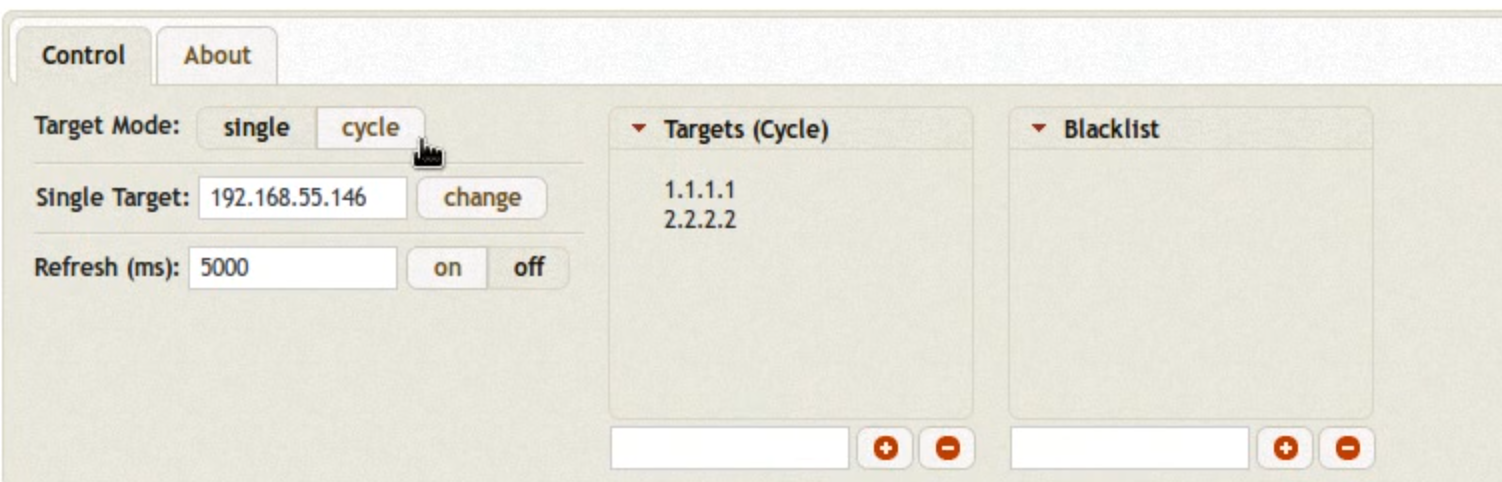 Control About
Target Mode: single cycle
Single Target: 192.168.55.146 change
Refresh (ms): 5000 on off
Targets (Cycle)
1.1.1.1
2.2.2.2
Blacklist